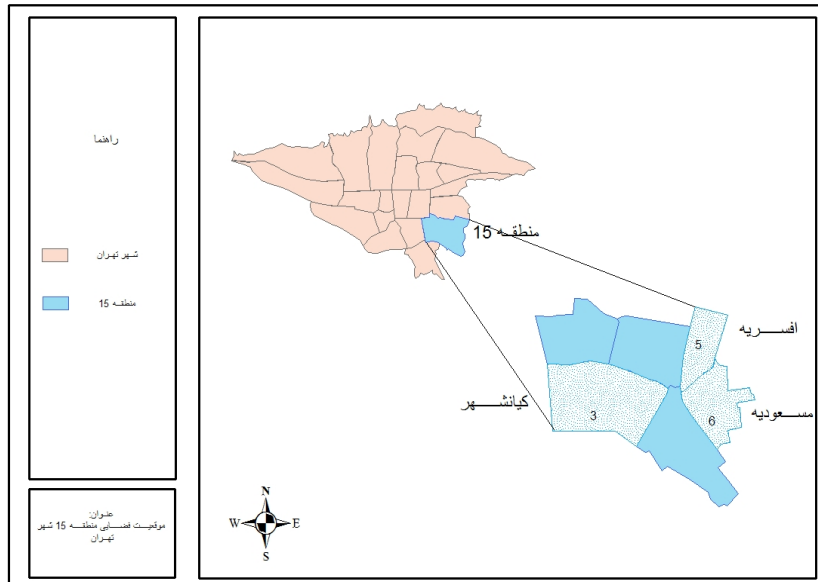 راهنما
شهر تهران
منطقه 15
عنوان:
موقعیت فضایی منطقه 15 شهر
تهران
منطقه 15
افسریه
5
کیانشهر
3
مسعودیه
6
N
W
E
S